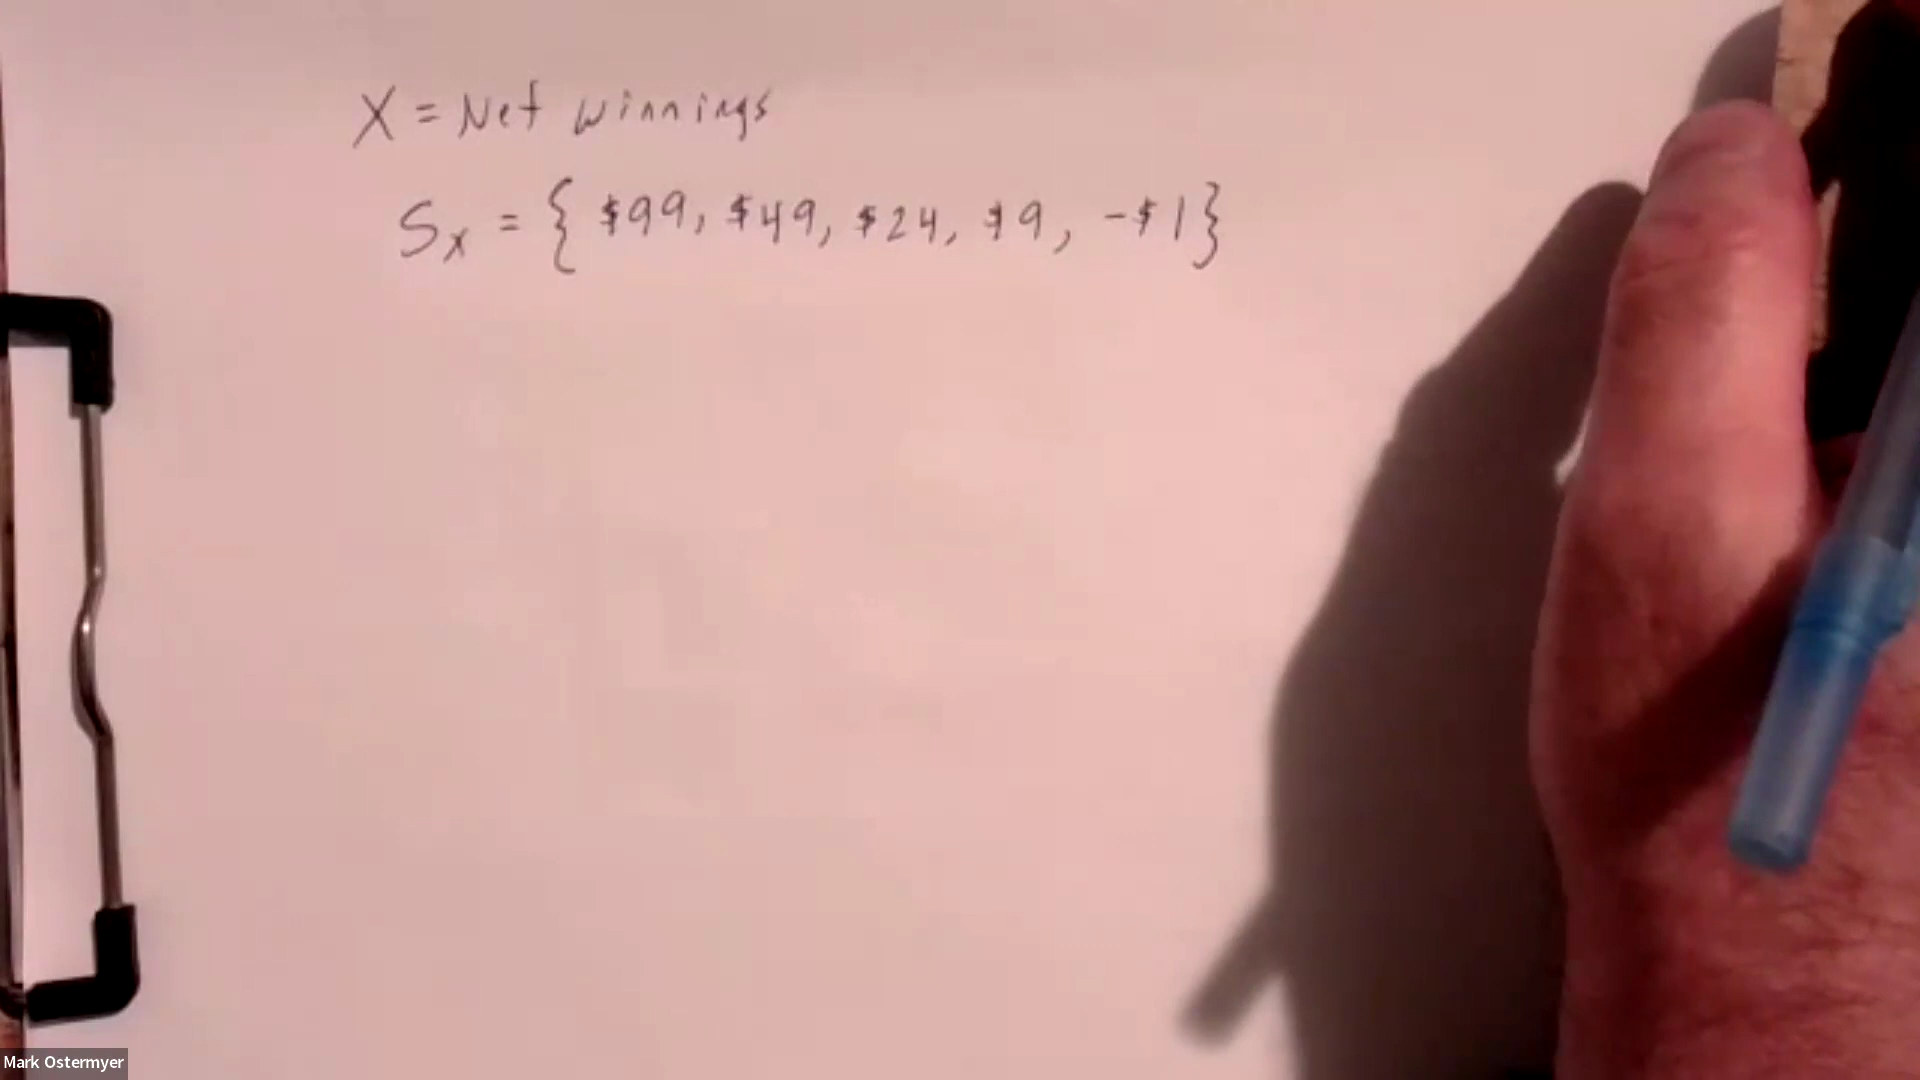 X = Net winnings
Sx = { $99, $49, $24, $9, -$1}
Mark Ostermyer